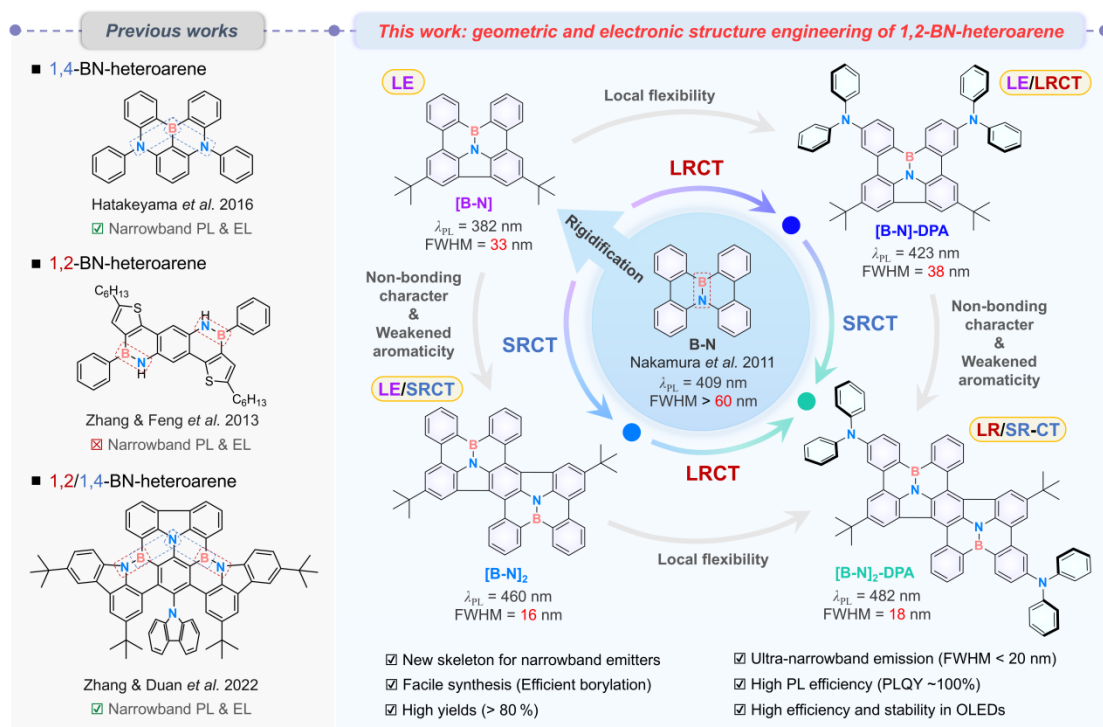 Previous works
■ 1,4-BN-heteroarene
B
N
N
Hatakeyama et al. 2016
☑ Narrowband PL & EL
■ 1,2-BN-heteroarene
C₆H₁₃
S
H
N
B
B
N
H
S
C₆H₁₃
Zhang & Feng et al. 2013
☒ Narrowband PL & EL
■ 1,2/1,4-BN-heteroarene
N
N
B
B
N
N
Zhang & Duan et al. 2022
☑ Narrowband PL & EL
This work: geometric and electronic structure engineering of 1,2-BN-heteroarene
LE
B
N
[B-N]
λPL = 382 nm
FWHM = 33 nm
Local flexibility
LE/LRCT
N
N
B
N
[B-N]-DPA
λPL = 423 nm
FWHM = 38 nm
LRCT
Rigidification
B
N
B-N
Nakamura et al. 2011
λPL = 409 nm
FWHM > 60 nm
Non-bonding
character
&
Weakened
aromaticity
SRCT
SRCT
Non-bonding
character
&
Weakened
aromaticity
LE/SRCT
B
N
N
B
[B-N]₂
λPL = 460 nm
FWHM = 16 nm
LRCT
Local flexibility
LR/SR-CT
N
B
N
N
B
N
[B-N]₂-DPA
λPL = 482 nm
FWHM = 18 nm
☑ New skeleton for narrowband emitters
☑ Facile synthesis (Efficient borylation)
☑ High yields (> 80 %)
☑ Ultra-narrowband emission (FWHM < 20 nm)
☑ High PL efficiency (PLQY ~100%)
☑ High efficiency and stability in OLEDs